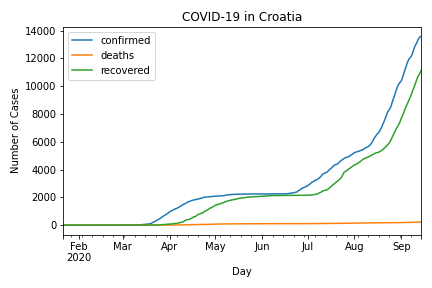 COVID-19 in Croatia
confirmed
deaths
recovered
Number of Cases
14000
12000
10000
8000
6000
4000
2000
0
Feb Mar Apr May Jun Jul Aug Sep
2020
Day